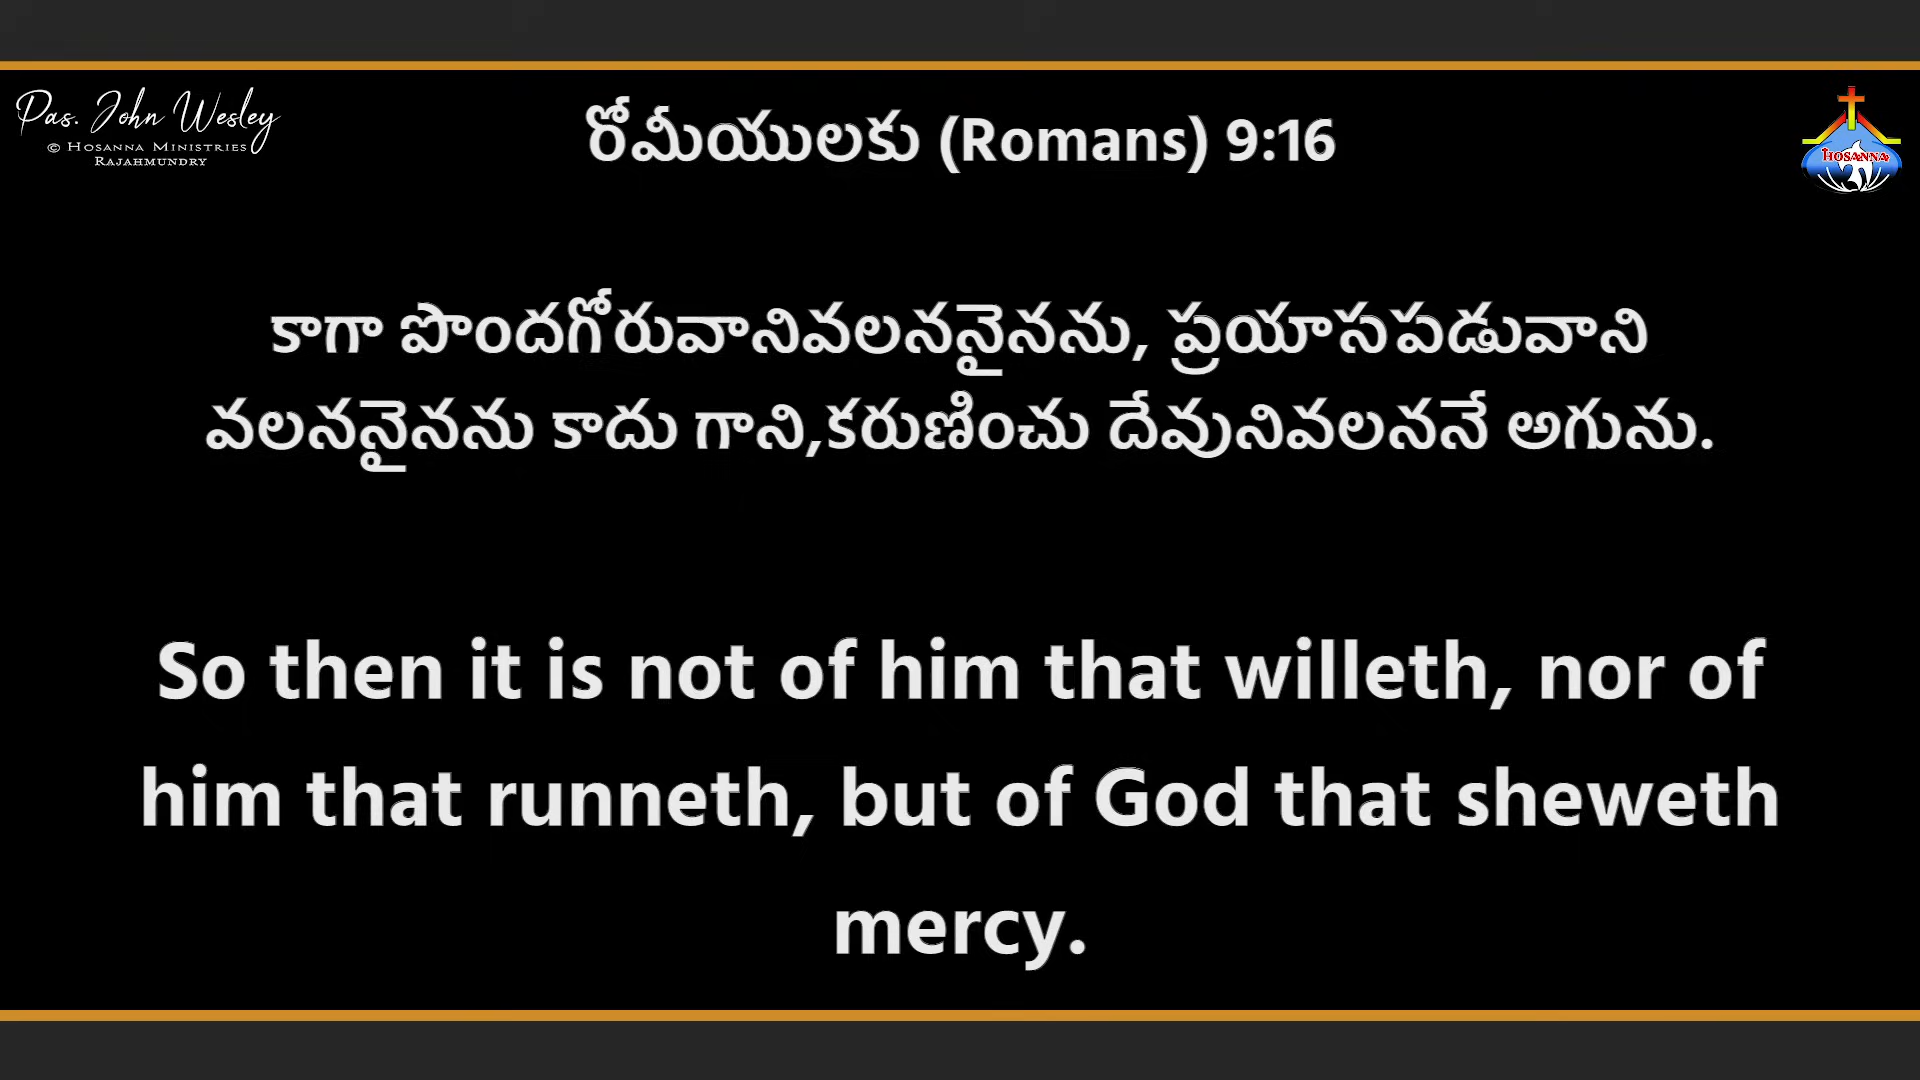 Pas. John Wesley
© HOSANNA MINISTRIES
RAJAHMUNDRY
రోమీయులకు (Romans) 9:16
HOSANNA
కాగా పొందగోరువానివలననైనను, ప్రయాసపడువాని
వలననైనను కాదు గాని,కరుణించు దేవునివలననే అగును.
So then it is not of him that willeth, nor of
him that runneth, but of God that sheweth
mercy.